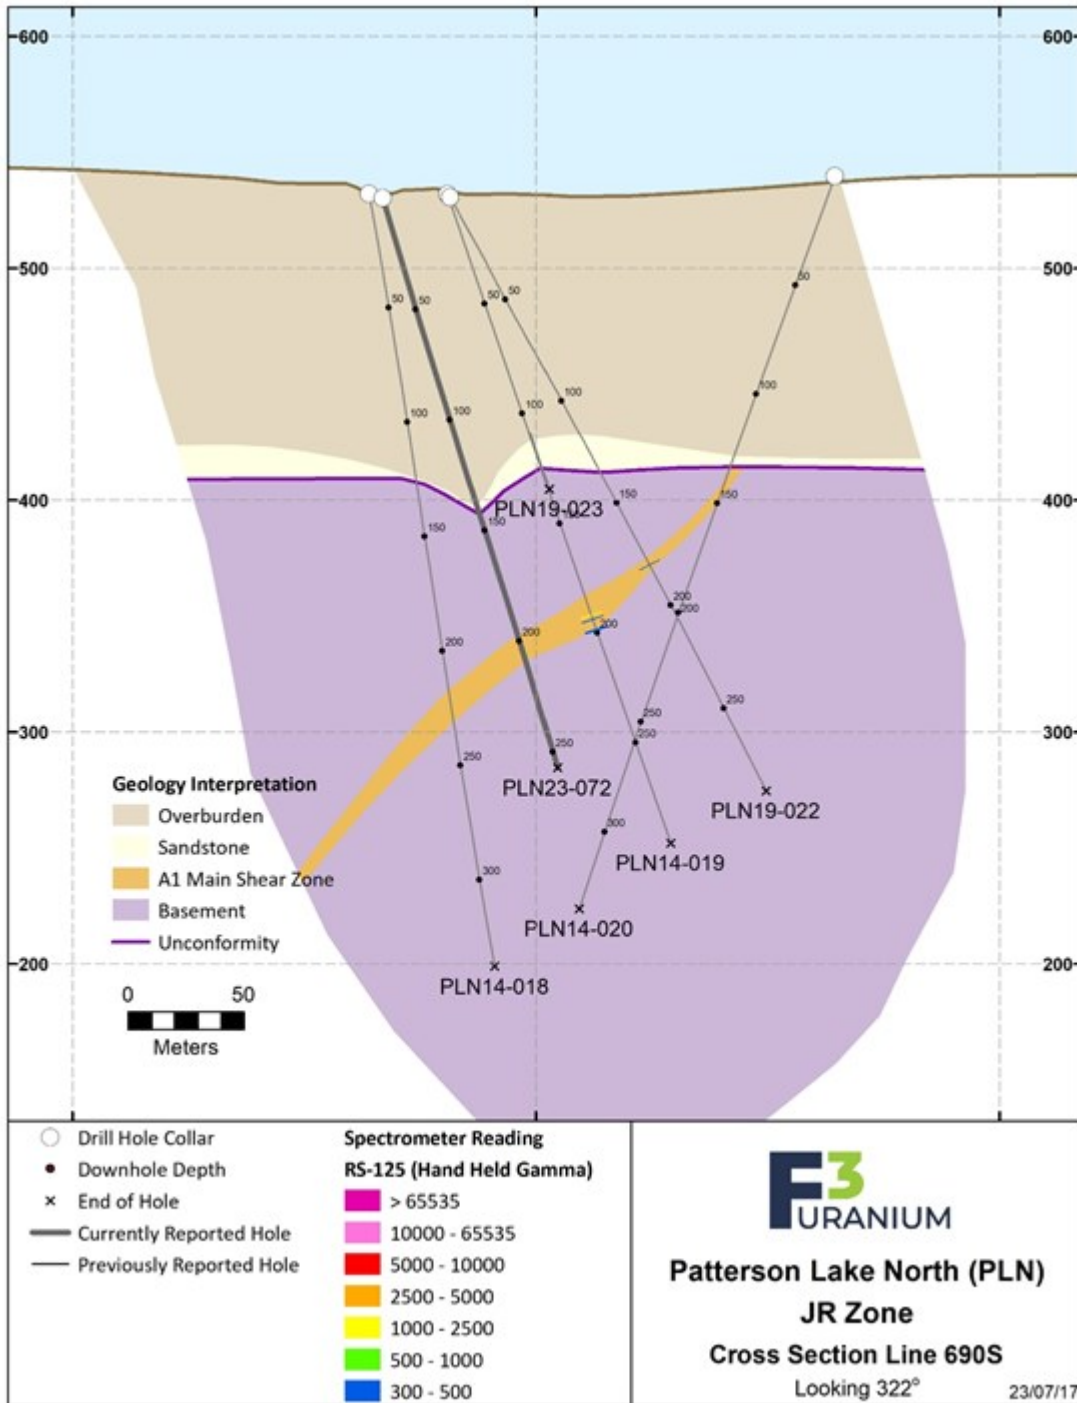 600
600
500
500
50
50
50
50
50
100
100
100
100
100
400
400
150
150
150
150
PLN19-023
200
200
200
200
200
300
300
250
250
250
250
250
PLN23-072
PLN19-022
300
300
PLN14-019
PLN14-020
200
200
PLN14-018
Geology Interpretation
Overburden
Sandstone
A1 Main Shear Zone
Basement
Unconformity
0 50
Meters
Drill Hole Collar
Downhole Depth
End of Hole
Currently Reported Hole
Previously Reported Hole
Spectrometer Reading
RS-125 (Hand Held Gamma)
> 65535
10000 - 65535
5000 - 10000
2500 - 5000
1000 - 2500
500 - 1000
300 - 500
F3
URANIUM
Patterson Lake North (PLN)
JR Zone
Cross Section Line 690S
Looking 322°
23/07/17